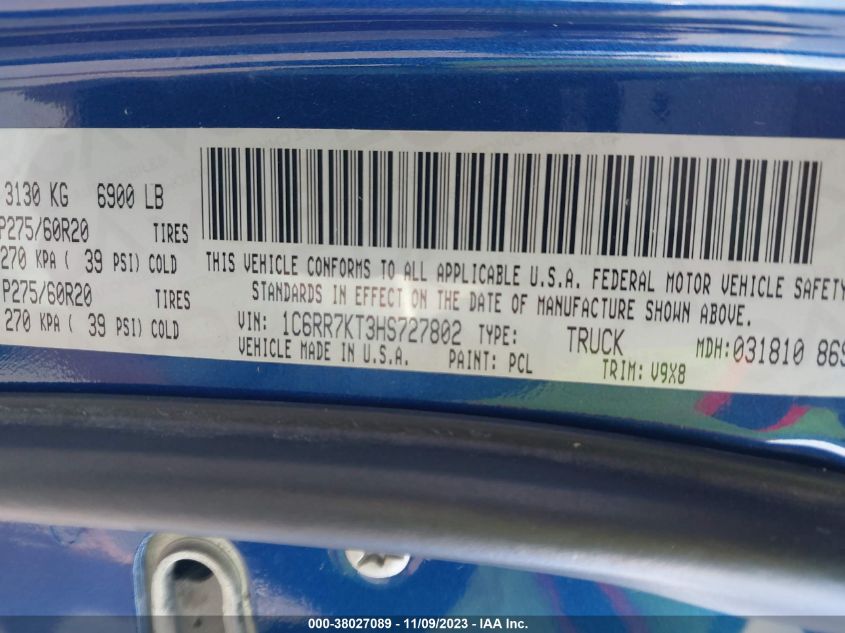 3130 KG 6900 LB
P275/60R20 TIRES
270 KPA ( 39 PSI) COLD
P275/60R20 TIRES
270 KPA ( 39 PSI) COLD
THIS VEHICLE CONFORMS TO ALL APPLICABLE U.S.A. FEDERAL MOTOR VEHICLE SAFETY
STANDARDS IN EFFECT ON THE DATE OF MANUFACTURE SHOWN ABOVE.
VIN: 1C6RR7KT3HS727802 TYPE: TRUCK MDH:031810 869
VEHICLE MADE IN U.S.A. PAINT: PCL TRIM: V9X8
000-38027089 - 11/09/2023 - IAA Inc.